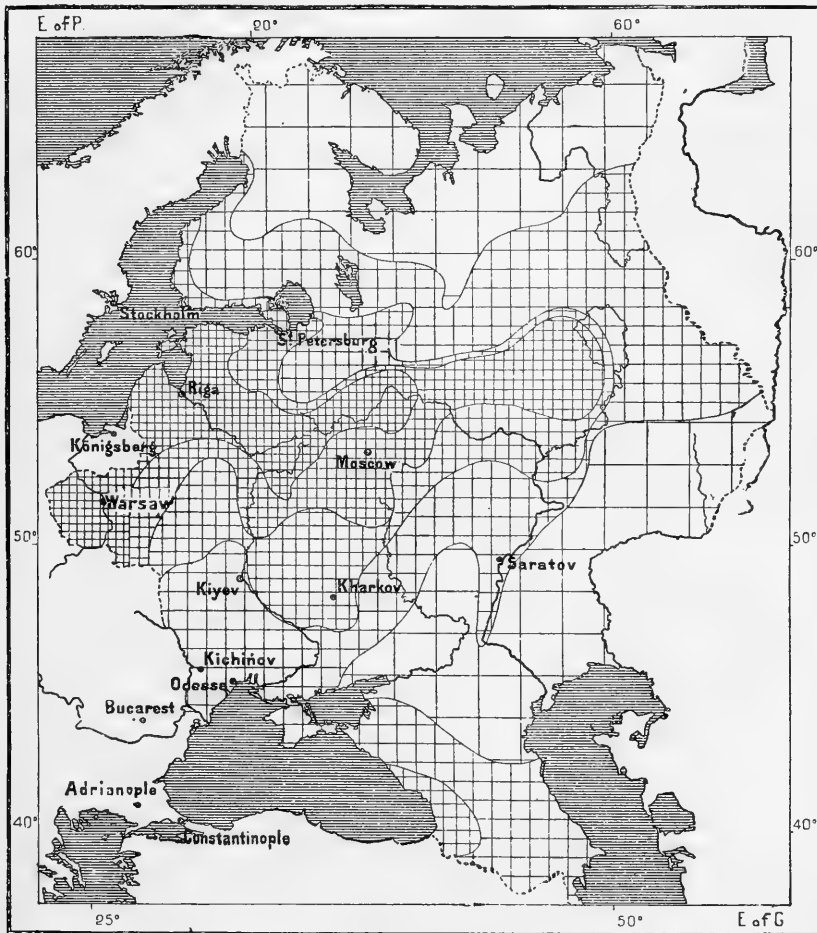 E of P.
20°
60°
60°
60°
Stockholm
St. Petersburg
Riga
Königsberg
Moscow
Warsaw
50°
50°
Saratov
Kiyev
Kharkov
Kichinov
Odesse
Bucarest
Adrianople
40°
40°
Constantinople
25°
50°
E of G